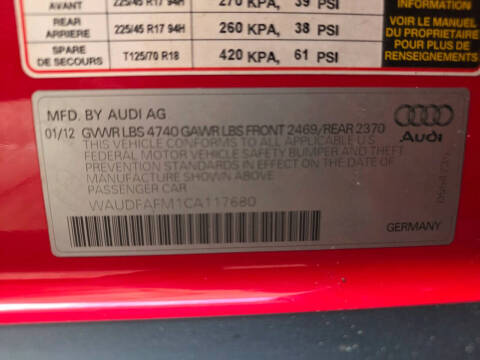 AVANT 225/45 R17 94H 270 KPA, 39 PSI
REAR
ARRIERE 225/45 R17 94H 260 KPA, 38 PSI
SPARE
DE SECOURS T125/70 R18 420 KPA, 61 PSI
INFORMATION
VOIR LE MANUEL
DU PROPRIETAIRE
POUR PLUS DE
RENSEIGNEMENTS
MFD. BY AUDI AG
01/12 GVWR LBS 4740 GAWR LBS FRONT 2469/REAR 2370
THIS VEHICLE CONFORMS TO ALL APPLICABLE U.S.
FEDERAL MOTOR VEHICLE SAFETY BUMPER AND THEFT
PREVENTION STANDARDS IN EFFECT ON THE DATE OF
MANUFACTURE SHOWN ABOVE
PASSENGER CAR
WAUDFAFM1CA117680
Audi
GERMANY